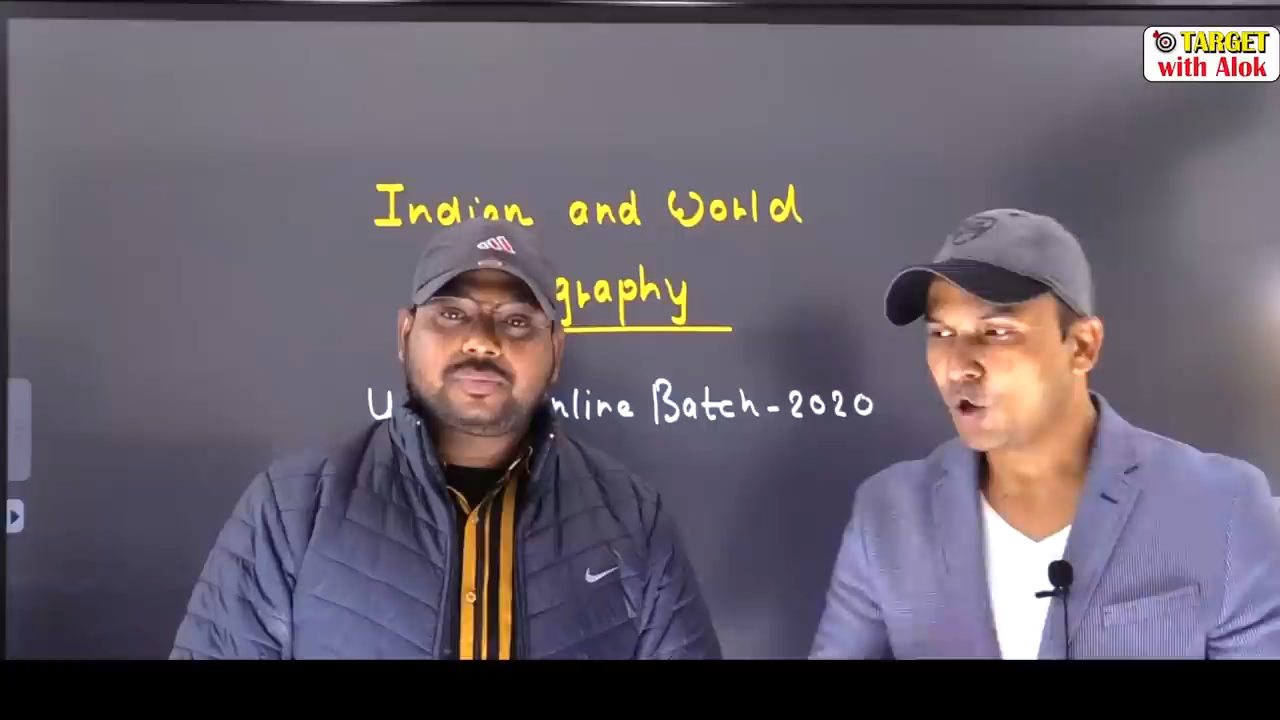 TARGET
with Alok
Indian and World
graphy
nline Batch-2020